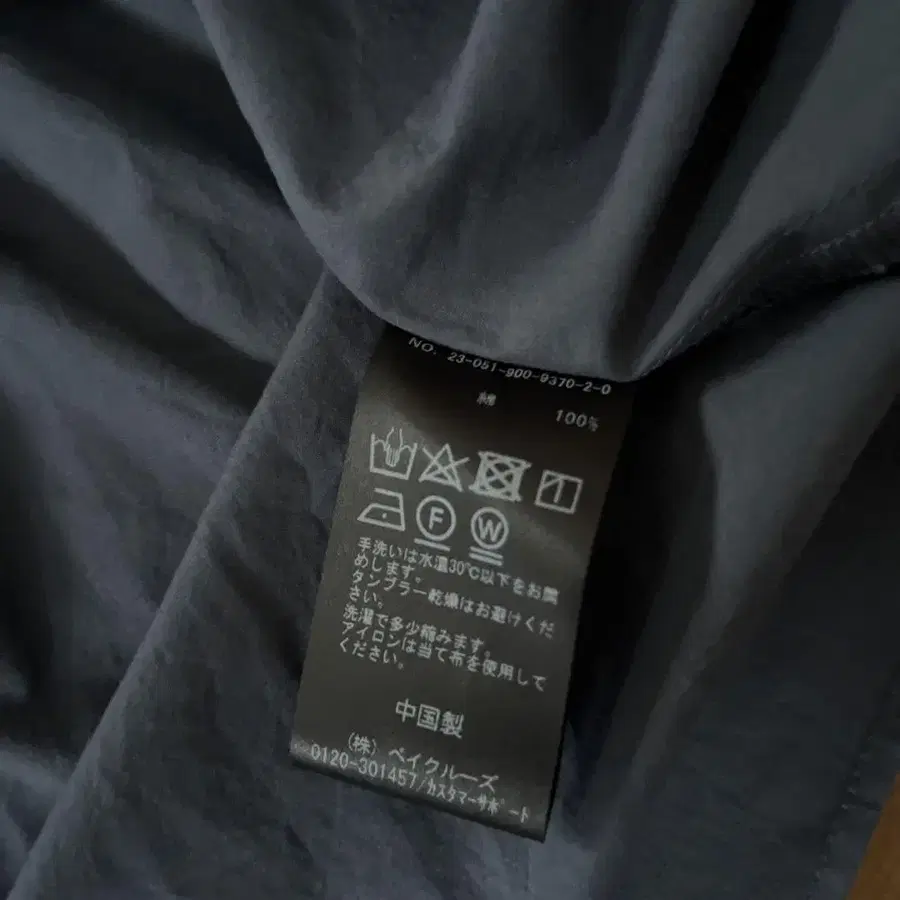 NO. 23-051-900-9370-2-0
綿 100%
F W
手洗いは水温30℃以下をお薦
めします。
タンブラー乾燥はお避けくだ
さい。
洗濯で多少縮みます。
アイロンは当て布を使用して
ください。
中国製
(株) ベイクルーズ
0120-301457/カスタマーサポート